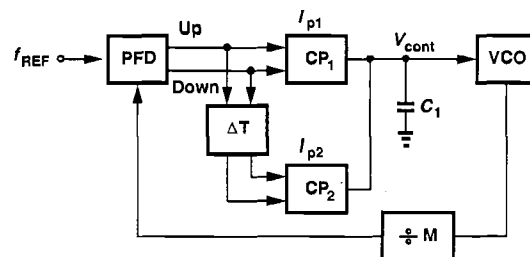 Up
I_p1
f_REF
PFD
CP_1
V_cont
VCO
Down
C_1
ΔT
I_p2
CP_2
÷ M